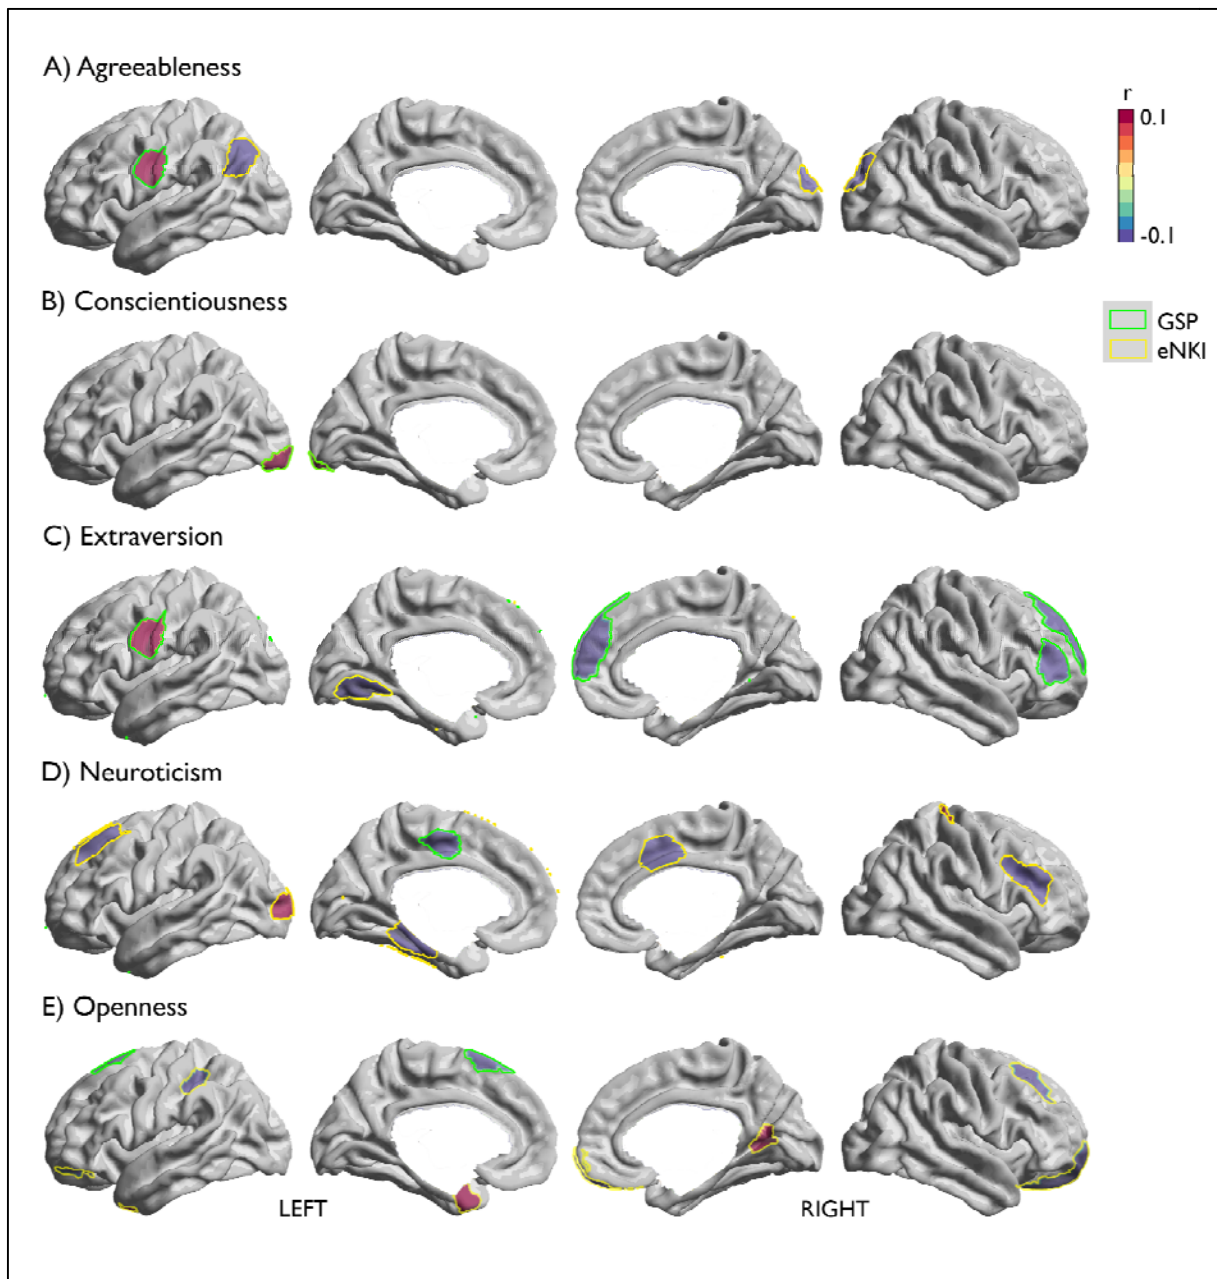 A) Agreeableness
r
0.1
-0.1
B) Conscientiousness
GSP
eNKI
C) Extraversion
D) Neuroticism
E) Openness
LEFT
RIGHT